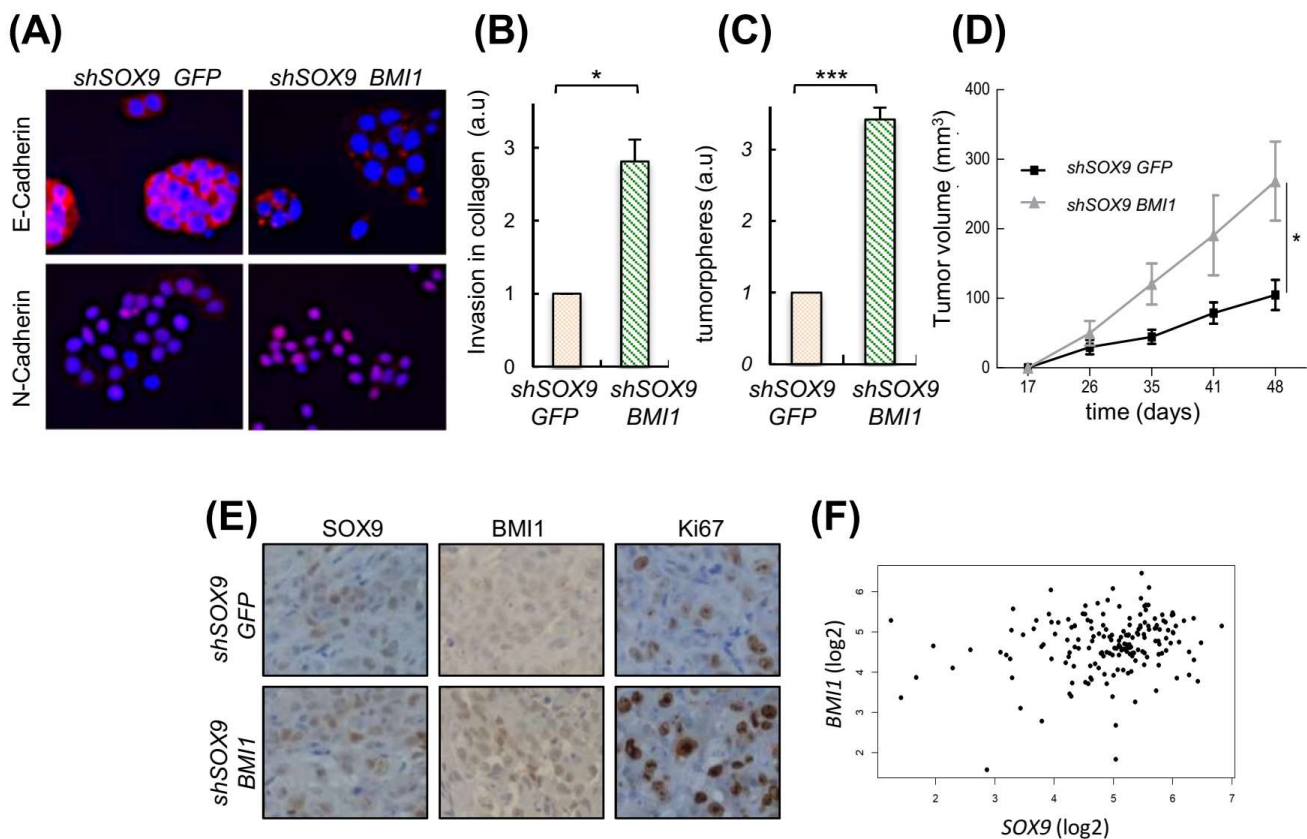 (A)
shSOX9 GFP
shSOX9 BMI1
E-Cadherin
N-Cadherin
(B)
*
Invasion in collagen (a.u)
3
2
1
0
shSOX9
GFP
shSOX9
BMI1
(C)
***
tumorppheres (a.u)
3
2
1
0
shSOX9
GFP
shSOX9
BMI1
(D)
Tumor volume (mm³)
400
300
200
100
0
shSOX9 GFP
shSOX9 BMI1
*
17 26 35 41 48
time (days)
(E)
SOX9
BMI1
Ki67
shSOX9
GFP
shSOX9
BMI1
(F)
BMI1 (log2)
6
5
4
3
2
2 3 4 5 6 7
SOX9 (log2)